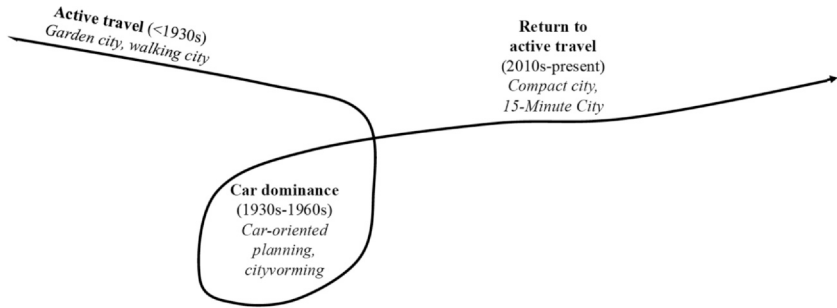 Active travel (<1930s)
Garden city, walking city
Return to
active travel
(2010s-present)
Compact city,
15-Minute City
Car dominance
(1930s-1960s)
Car-oriented
planning,
cityvorming